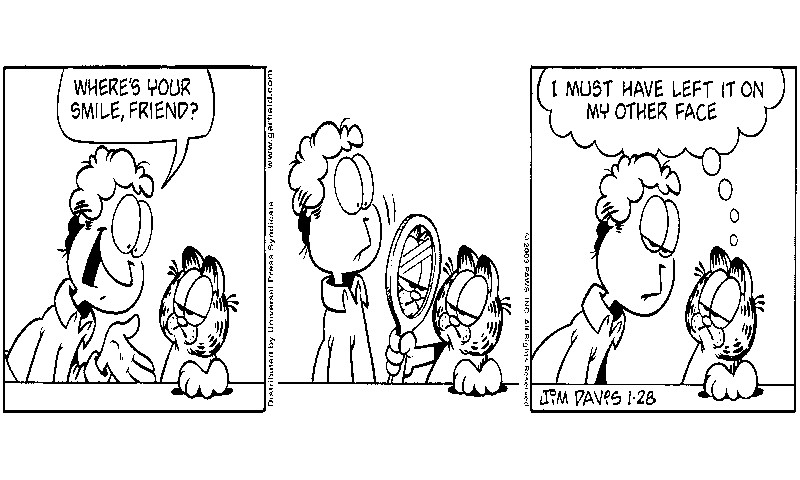 WHERE'S YOUR
SMILE, FRIEND?
www.garfield.com
Distributed by Universal Press Syndicate
© 2003 PAWS, INC. All Rights Reserved.
I MUST HAVE LEFT IT ON
MY OTHER FACE
JIM DAVIS 1·28